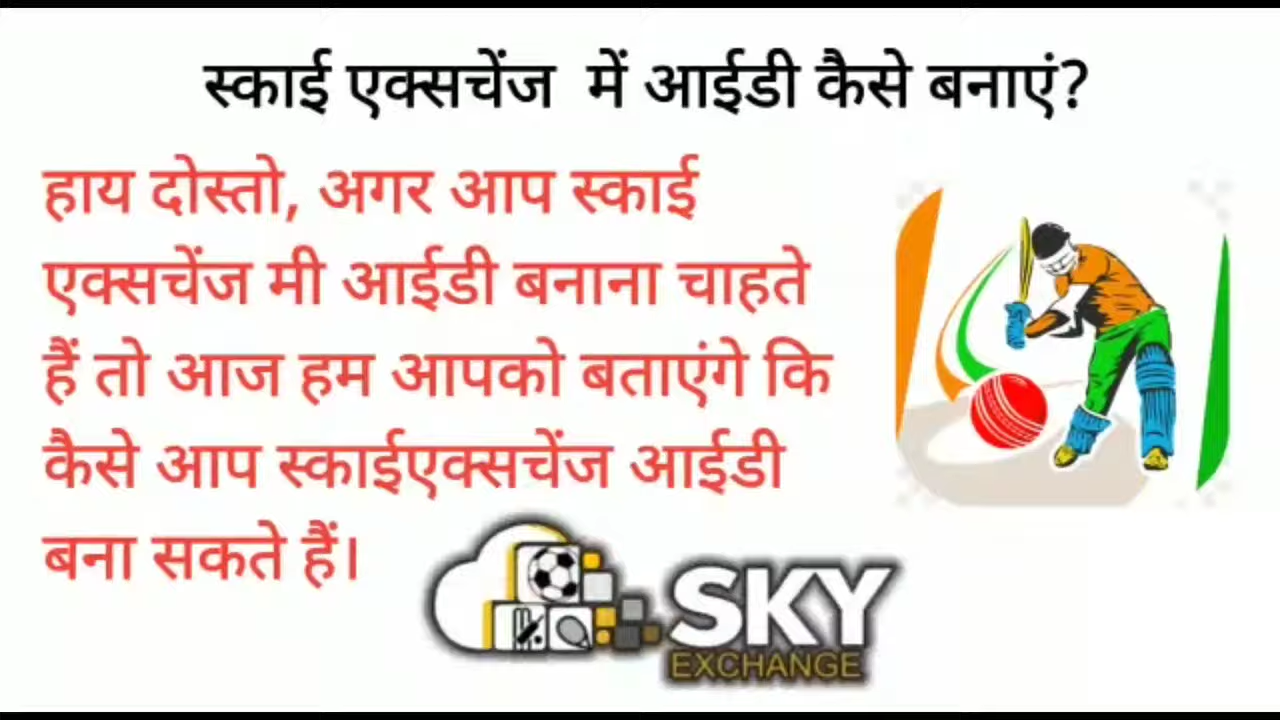 स्काई एक्सचेंज में आईडी कैसे बनाएं?
हाय दोस्तो, अगर आप स्काई
एक्सचेंज मी आईडी बनाना चाहते
हैं तो आज हम आपको बताएंगे कि
कैसे आप स्काईएक्सचेंज आईडी
बना सकते हैं।
SKY
EXCHANGE